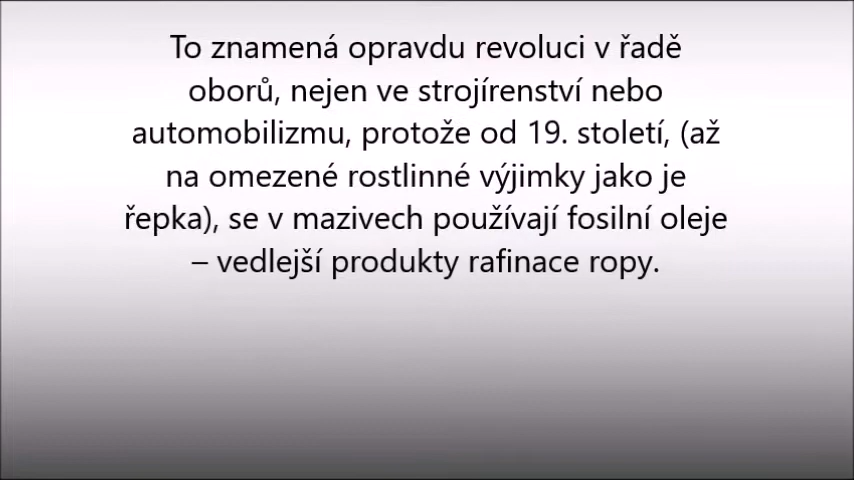 To znamená opravdu revoluci v řadě
oborů, nejen ve strojírenství nebo
automobilizmu, protože od 19. století, (až
na omezené rostlinné výjimky jako je
řepka), se v mazivech používají fosilní oleje
– vedlejší produkty rafinace ropy.